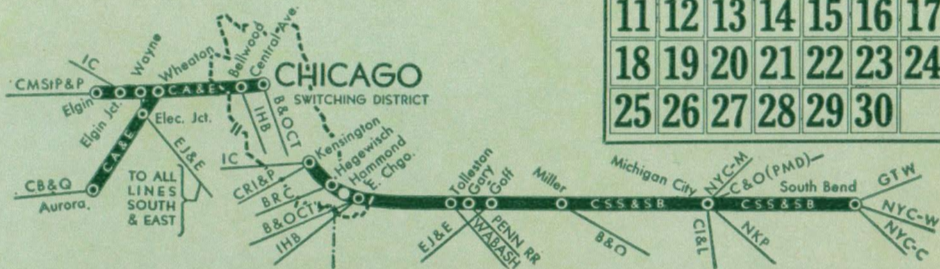 11 12 13 14 15 16 17
18 19 20 21 22 23 24
25 26 27 28 29 30
IC
Wayne
Wheaton
Bellwood
Central Ave.
CHICAGO
SWITCHING DISTRICT
CMStP&P
CA&E
Elgin
Elgin Jct.
Elec. Jct.
CA&E
EJ&E
IHB
B&OCT
CB&Q
Aurora.
TO ALL
LINES
SOUTH
& EAST
IC
CRI&P
BRC
B&OCT
IHB
Kensington
Hegewisch
Hammond
E. Chgo.
Tolleston
Gary
Goff
Miller
Michigan City
NYC-M
C&O(PMD)
South Bend
GTW
CSS&SB
CSS&SB
NYC-W
NYC-C
EJ&E
WABASH
PENN RR
B&O
CI&L
NKP